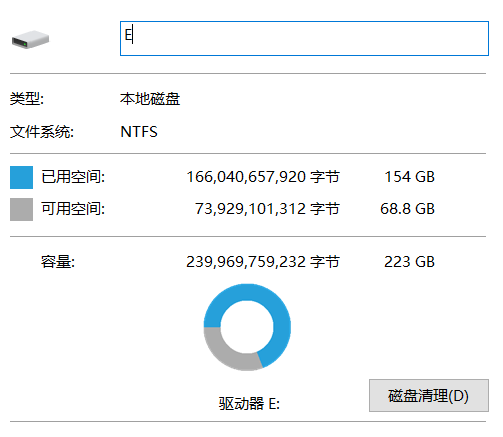 E
类型: 本地磁盘
文件系统: NTFS
已用空间: 166,040,657,920 字节 154 GB
可用空间: 73,929,101,312 字节 68.8 GB
容量: 239,969,759,232 字节 223 GB
驱动器 E:
磁盘清理(D)